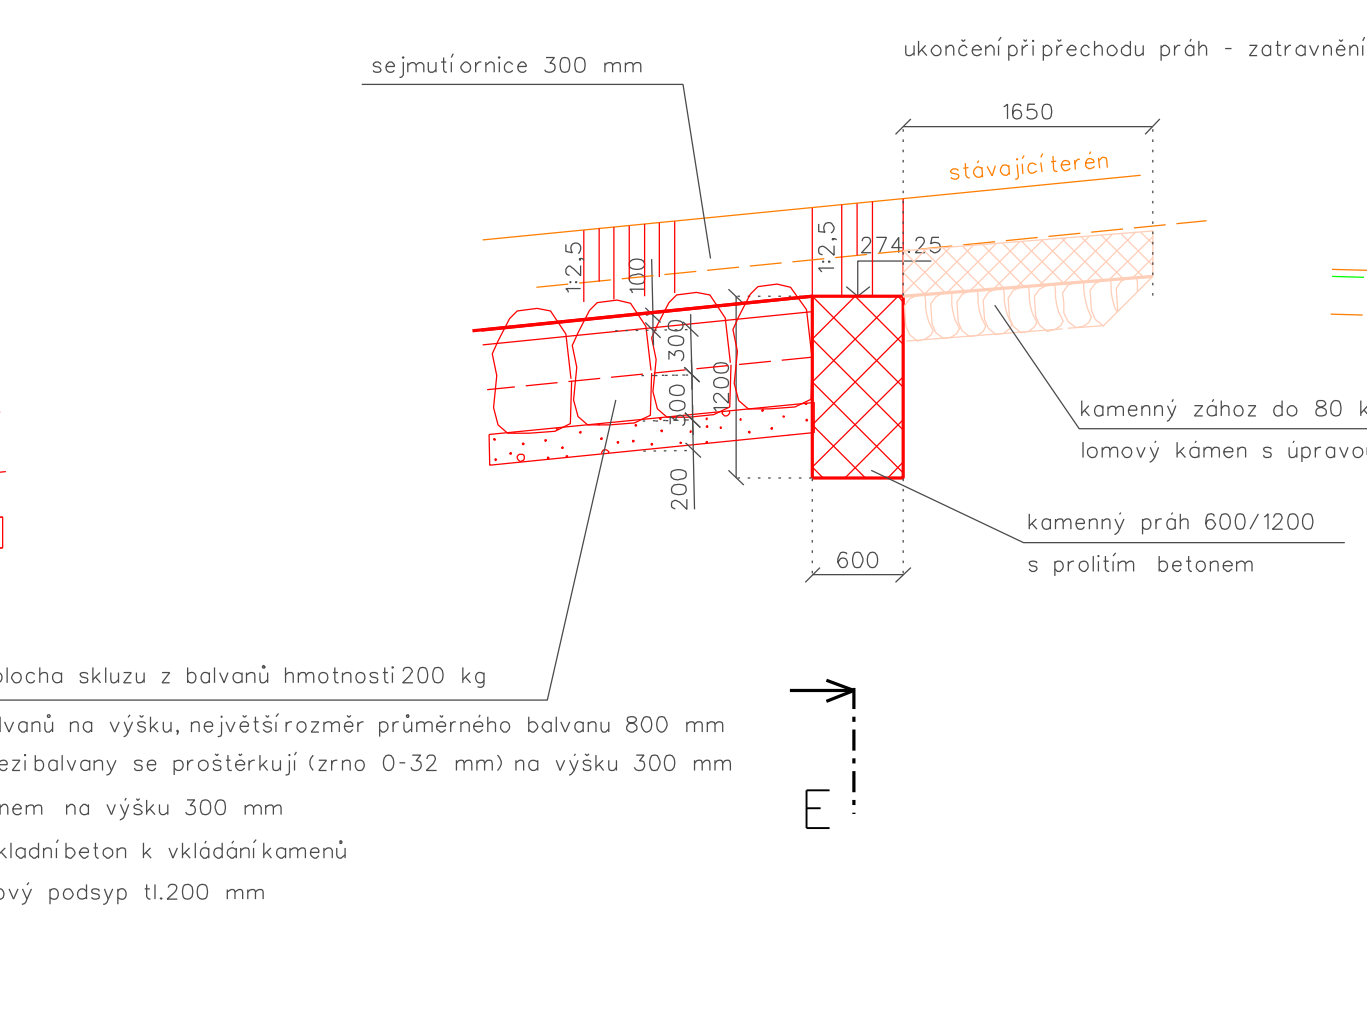 ukončení při přechodu práh - zatravnění
sejmutí ornice 300 mm
1650
stávající terén
1:2,5
1:2,5
274.25
100
300
300
1200
200
kamenný zához do 80 k
lomový kámen s úpravou
kamenný práh 600/1200
600
s prolitím betonem
plocha skluzu z balvanů hmotnosti 200 kg
lvanů na výšku, největší rozměr průměrného balvanu 800 mm
ezi balvany se proštěrkují (zrno 0-32 mm) na výšku 300 mm
nem na výšku 300 mm
E
kladní beton k vkládání kamenů
ový podsyp tl.200 mm